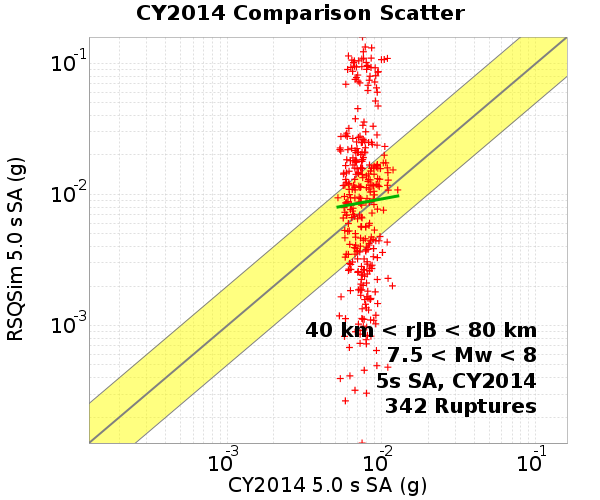 CY2014 Comparison Scatter
RSQSim 5.0 s SA (g)
10-1
10-2
10-3
40 km < rJB < 80 km
7.5 < Mw < 8
5s SA, CY2014
342 Ruptures
10-3 10-2 10-1
CY2014 5.0 s SA (g)